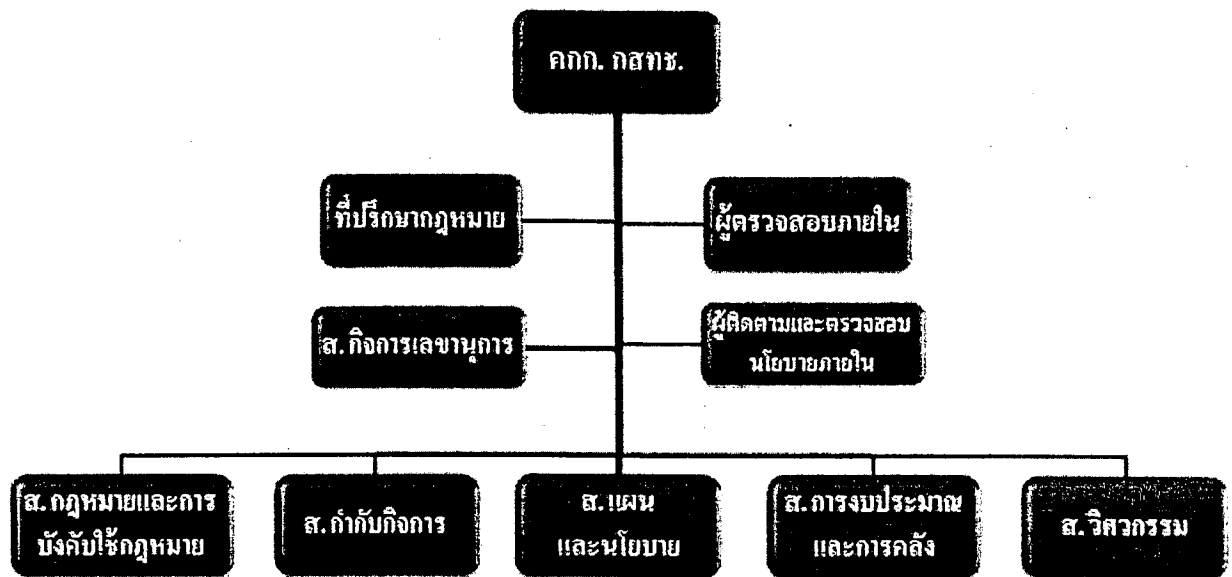 คกก. กสทช.
ที่ปรึกษากฎหมาย
ผู้ตรวจสอบภายใน
ส.กิจการเลขานุการ
ผู้ติดตามและตรวจสอบ
นโยบายภายใน
ส.กฎหมายและการ
บังคับใช้กฎหมาย
ส.กำกับกิจการ
ส.แผน
และนโยบาย
ส.การงบประมาณ
และการคลัง
ส.วิศวกรรม